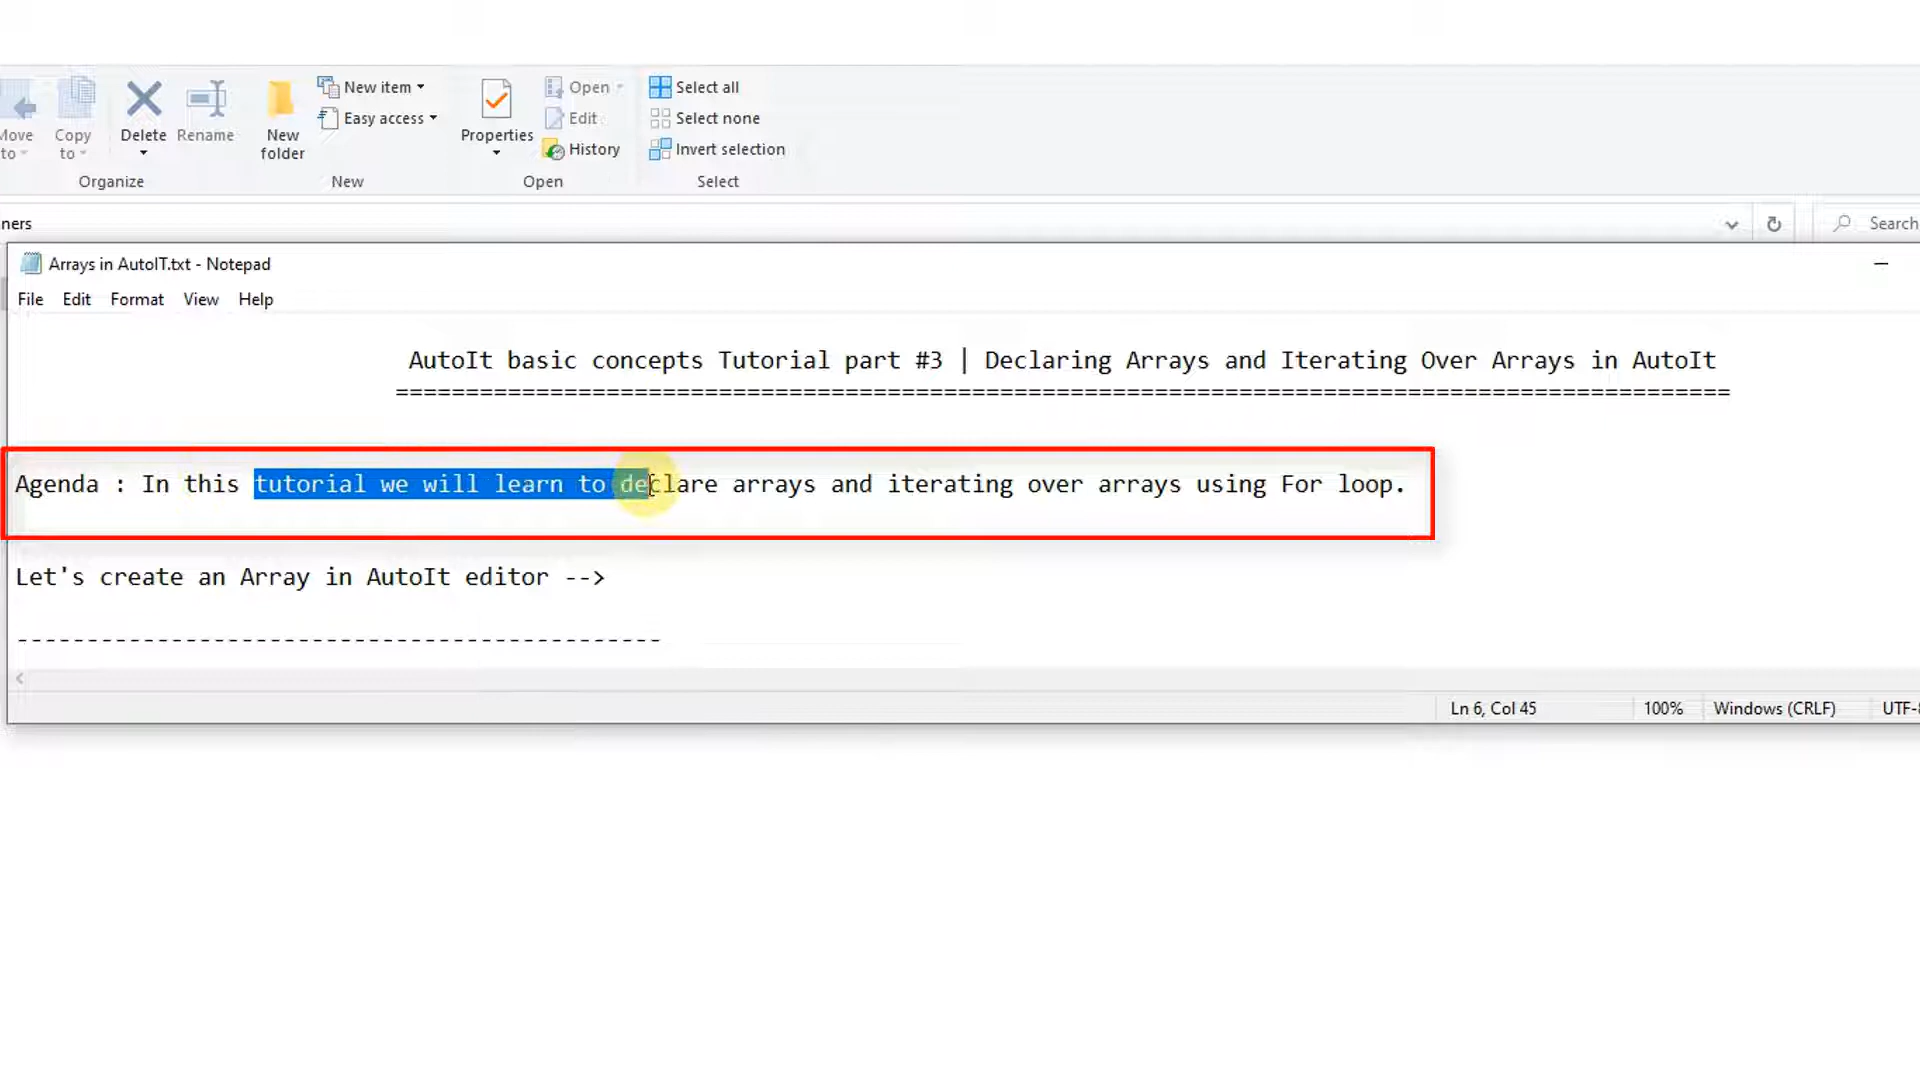 New item
Open
Select all
Easy access
Edit
Select none
Move to
Copy to
Delete
Rename
New folder
Properties
History
Invert selection
Organize
New
Open
Select
ners
Search
Arrays in AutoIT.txt - Notepad
File Edit Format View Help
AutoIt basic concepts Tutorial part #3 | Declaring Arrays and Iterating Over Arrays in AutoIt
===============================================================================================
Agenda : In this tutorial we will learn to declare arrays and iterating over arrays using For loop.
Let's create an Array in AutoIt editor -->
----------------------------------------------
Ln 6, Col 45 100% Windows (CRLF) UTF-8